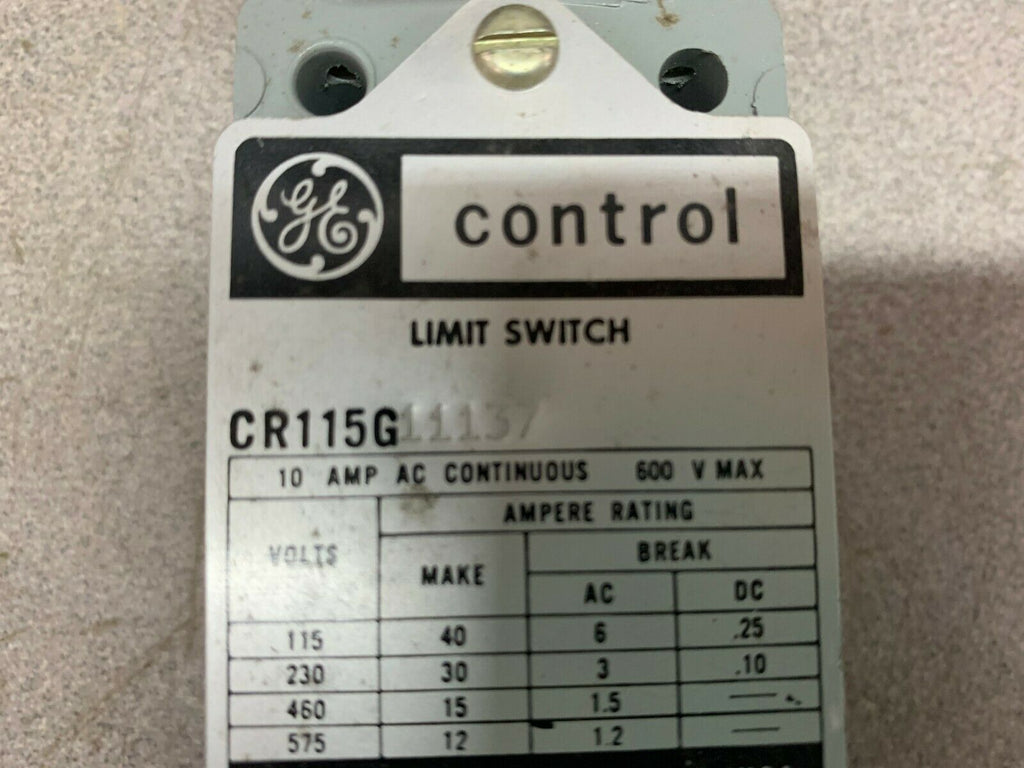 GE
control
LIMIT SWITCH
CR115G11137
10 AMP AC CONTINUOUS 600 V MAX
AMPERE RATING
VOLTS MAKE BREAK
AC DC
115 40 6 .25
230 30 3 .10
460 15 1.5 —
575 12 1.2 —